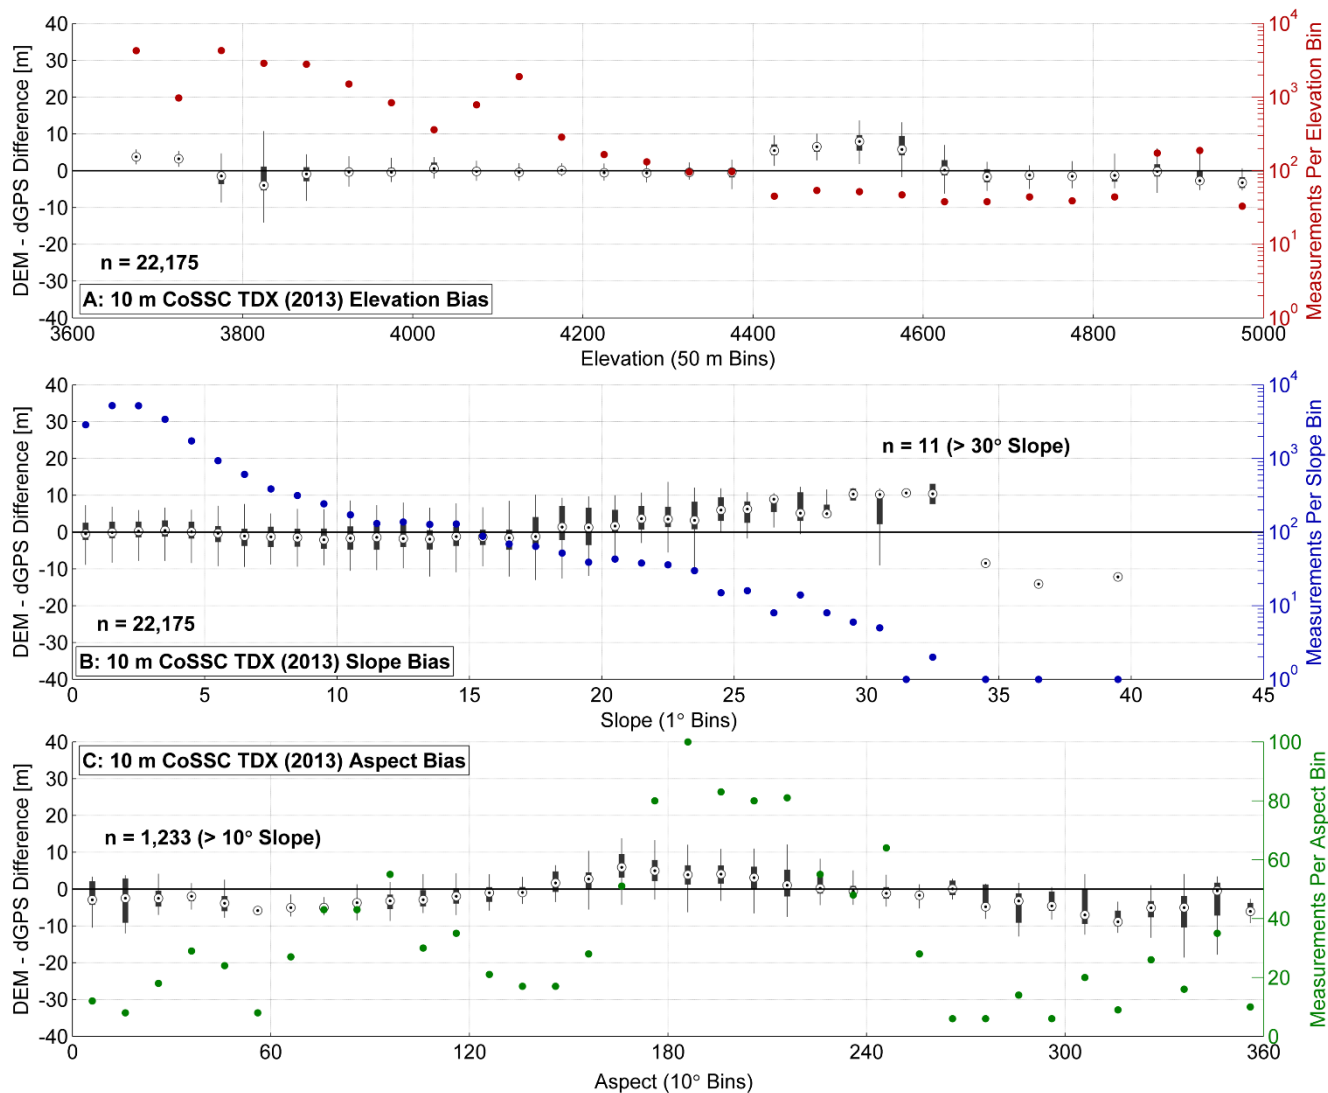 40
30
20
10
0
-10
-20
-30
-40
DEM - dGPS Difference [m]
n = 22,175
A: 10 m CoSSC TDX (2013) Elevation Bias
10^4
10^3
10^2
10^1
10^0
Measurements Per Elevation Bin
3600 3800 4000 4200 4400 4600 4800 5000
Elevation (50 m Bins)
40
30
20
10
0
-10
-20
-30
-40
DEM - dGPS Difference [m]
n = 11 (> 30° Slope)
n = 22,175
B: 10 m CoSSC TDX (2013) Slope Bias
10^4
10^3
10^2
10^1
10^0
Measurements Per Slope Bin
0 5 10 15 20 25 30 35 40 45
Slope (1° Bins)
40
30
20
10
0
-10
-20
-30
-40
DEM - dGPS Difference [m]
C: 10 m CoSSC TDX (2013) Aspect Bias
n = 1,233 (> 10° Slope)
100
80
60
40
20
0
Measurements Per Aspect Bin
0 60 120 180 240 300 360
Aspect (10° Bins)